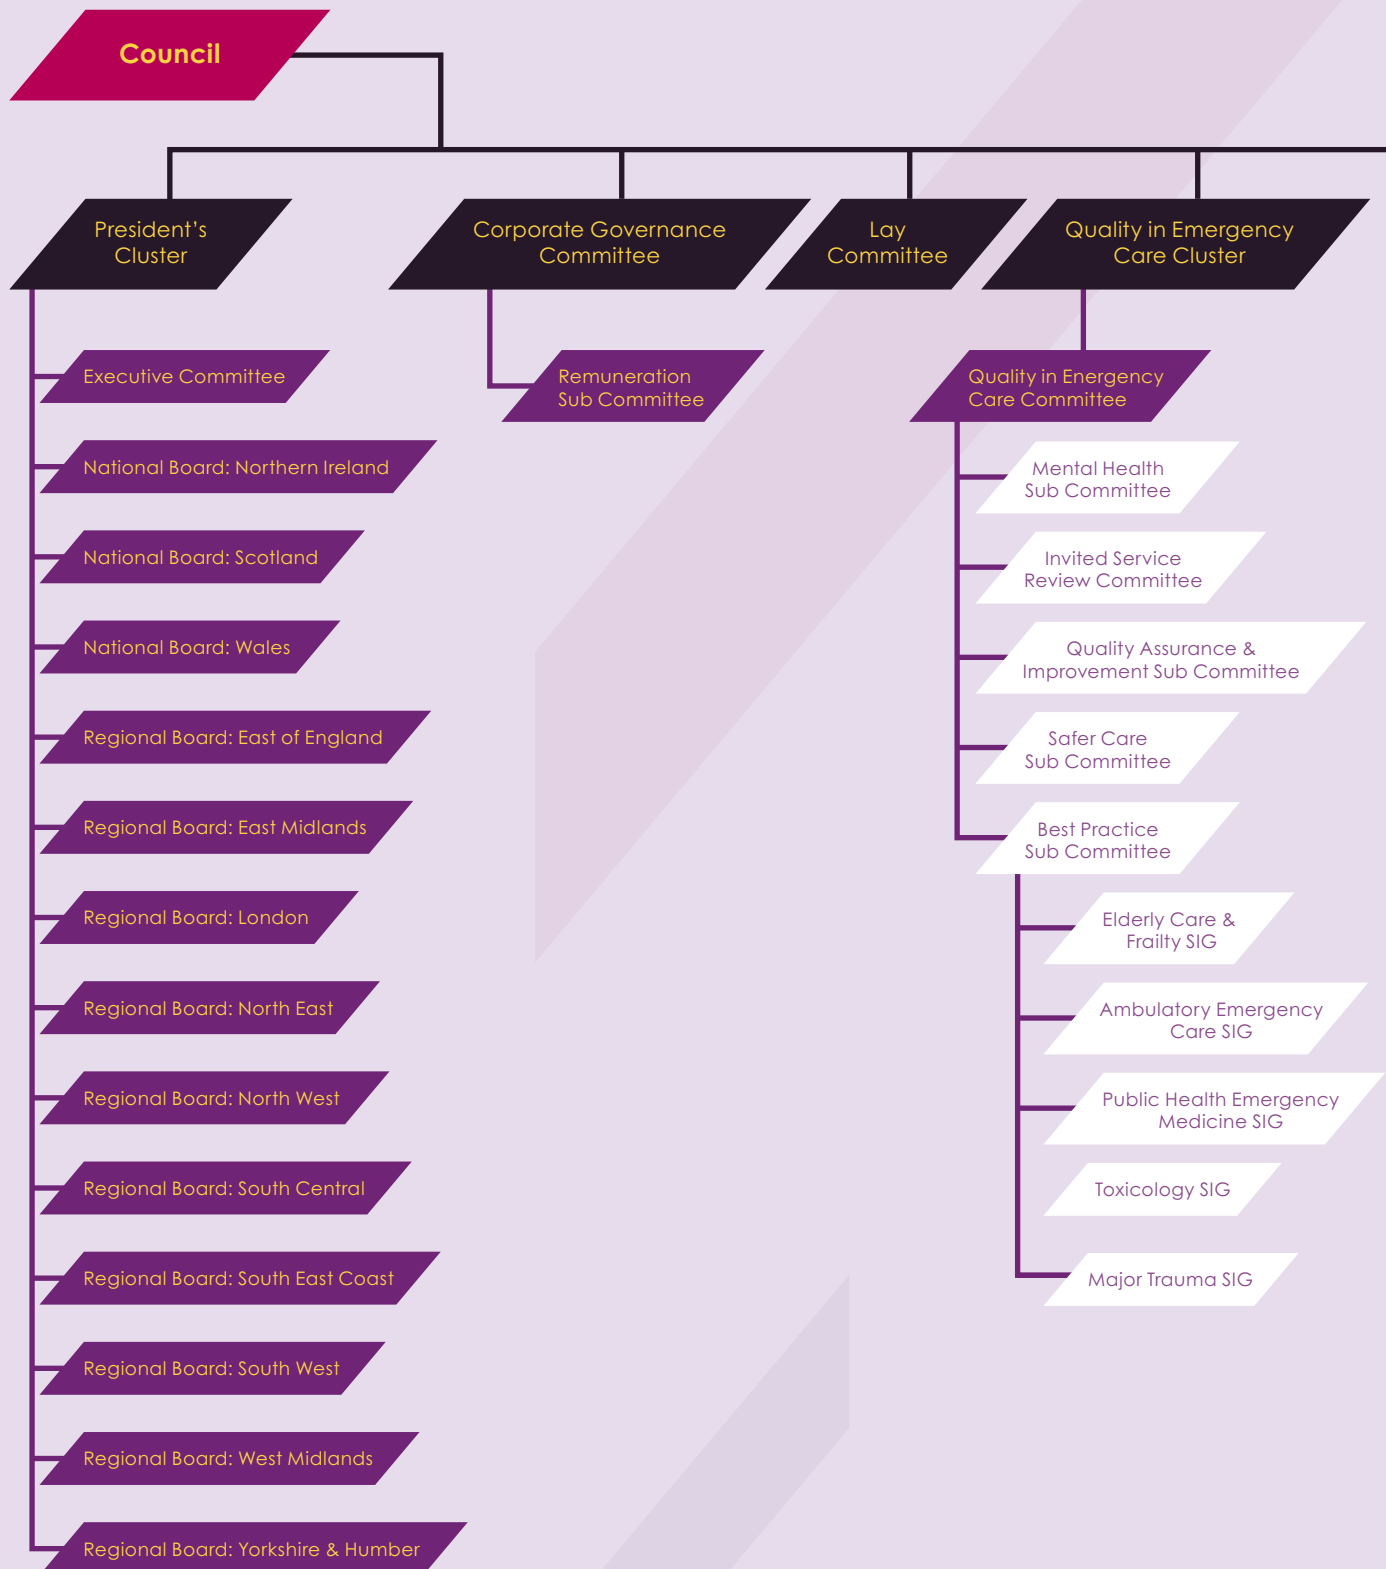 Council
President’s
Cluster
Corporate Governance
Committee
Lay
Committee
Quality in Emergency
Care Cluster
Executive Committee
National Board: Northern Ireland
National Board: Scotland
National Board: Wales
Regional Board: East of England
Regional Board: East Midlands
Regional Board: London
Regional Board: North East
Regional Board: North West
Regional Board: South Central
Regional Board: South East Coast
Regional Board: South West
Regional Board: West Midlands
Regional Board: Yorkshire & Humber
Remuneration
Sub Committee
Quality in Energency
Care Committee
Mental Health
Sub Committee
Invited Service
Review Committee
Quality Assurance &
Improvement Sub Committee
Safer Care
Sub Committee
Best Practice
Sub Committee
Elderly Care &
Frailty SIG
Ambulatory Emergency
Care SIG
Public Health Emergency
Medicine SIG
Toxicology SIG
Major Trauma SIG